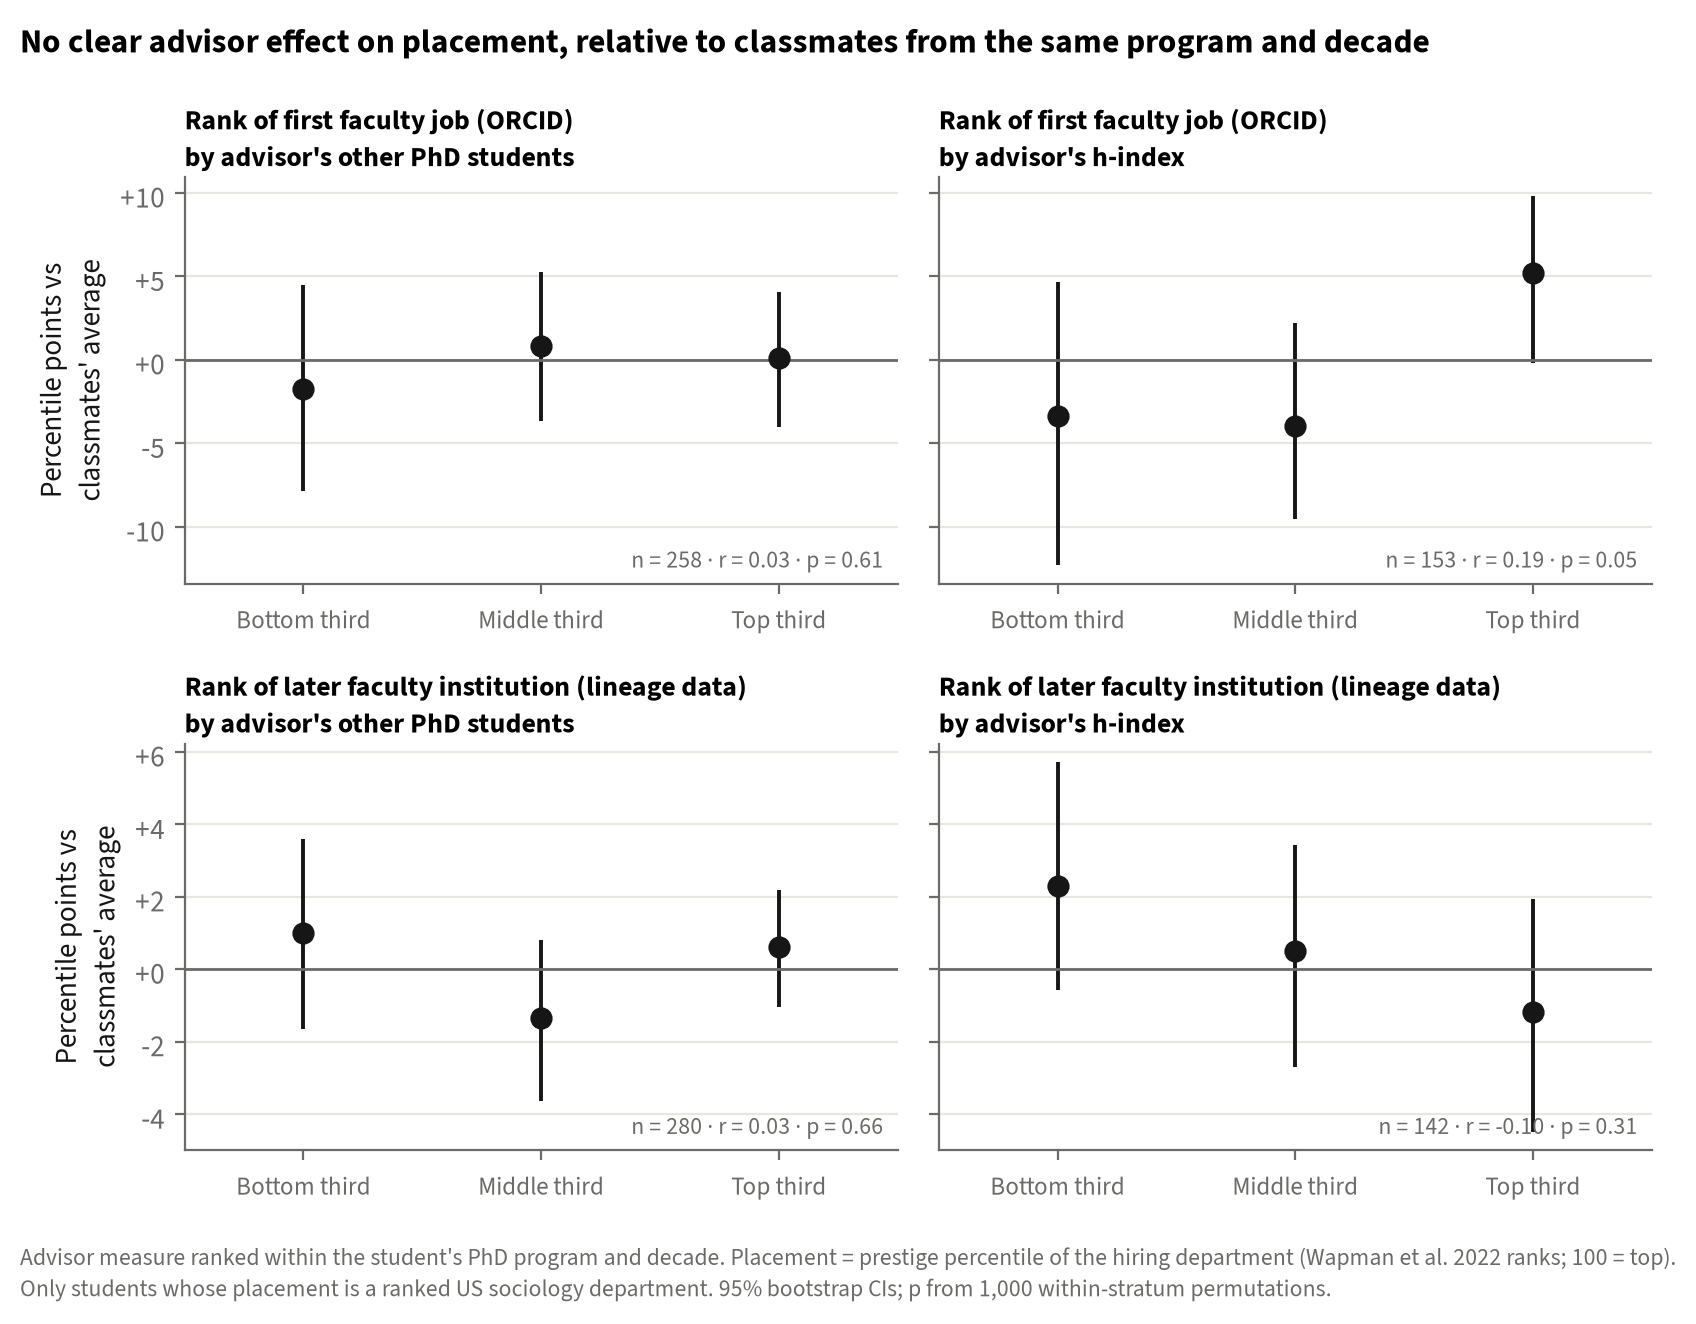 No clear advisor effect on placement, relative to classmates from the same program and decade
Rank of first faculty job (ORCID)
by advisor's other PhD students
Percentile points vs
classmates' average
+10
+5
+0
-5
-10
n = 258 · r = 0.03 · p = 0.61
Bottom third
Middle third
Top third
Rank of first faculty job (ORCID)
by advisor's h-index
n = 153 · r = 0.19 · p = 0.05
Bottom third
Middle third
Top third
Rank of later faculty institution (lineage data)
by advisor's other PhD students
Percentile points vs
classmates' average
+6
+4
+2
+0
-2
-4
n = 280 · r = 0.03 · p = 0.66
Bottom third
Middle third
Top third
Rank of later faculty institution (lineage data)
by advisor's h-index
n = 142 · r = -0.10 · p = 0.31
Bottom third
Middle third
Top third
Advisor measure ranked within the student's PhD program and decade. Placement = prestige percentile of the hiring department (Wapman et al. 2022 ranks; 100 = top).
Only students whose placement is a ranked US sociology department. 95% bootstrap CIs; p from 1,000 within-stratum permutations.